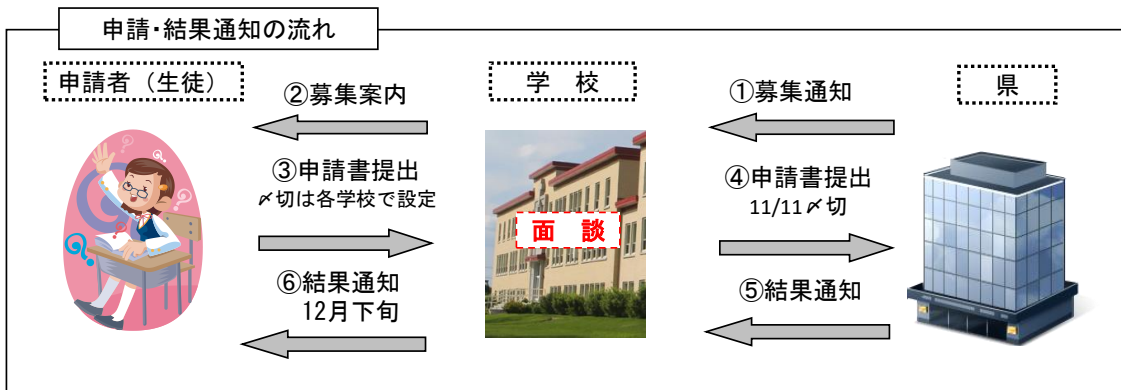 申請・結果通知の流れ
申請者（生徒）
学　校
県
①募集通知
②募集案内
③申請書提出
〆切は各学校で設定
④申請書提出
11/11〆切
面　談
⑤結果通知
⑥結果通知
12月下旬